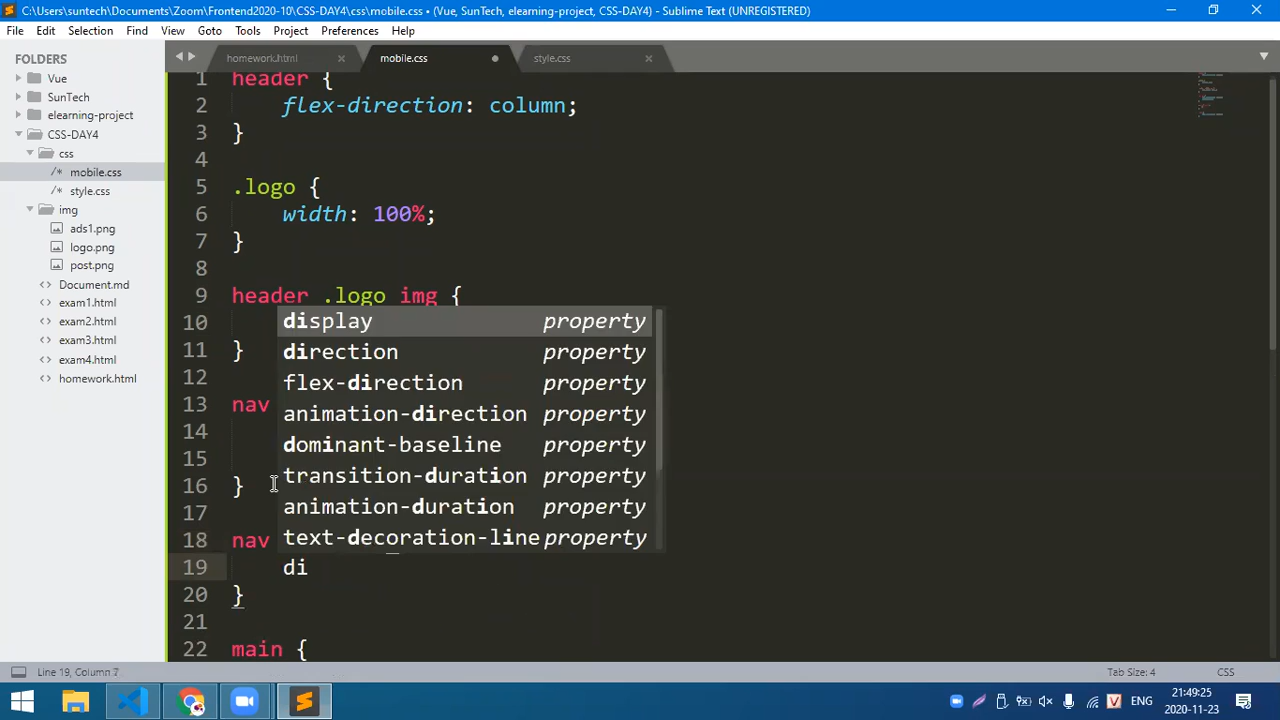 C:\Users\suntech\Documents\Zoom\Frontend2020-10\CSS-DAY4\css\mobile.css • (Vue, SunTech, elearning-project, CSS-DAY4) - Sublime Text (UNREGISTERED)
File Edit Selection Find View Goto Tools Project Preferences Help
FOLDERS
Vue
SunTech
elearning-project
CSS-DAY4
css
/* mobile.css
/* style.css
img
ads1.png
logo.png
post.png
<> Document.md
<> exam1.html
<> exam2.html
<> exam3.html
<> exam4.html
<> homework.html
homework.html mobile.css style.css
1 header {
2 flex-direction: column;
3 }
4
5 .logo {
6 width: 100%;
7 }
8
9 header .logo img {
10
11 }
12
13 nav
14
15
16 }
17
18 nav
19 di
20 }
21
22 main {
display property
direction property
flex-direction property
animation-direction property
dominant-baseline property
transition-duration property
animation-duration property
text-decoration-line property
Line 19, Column 7 Tab Size: 4 CSS
V ENG 21:49:25
2020-11-23